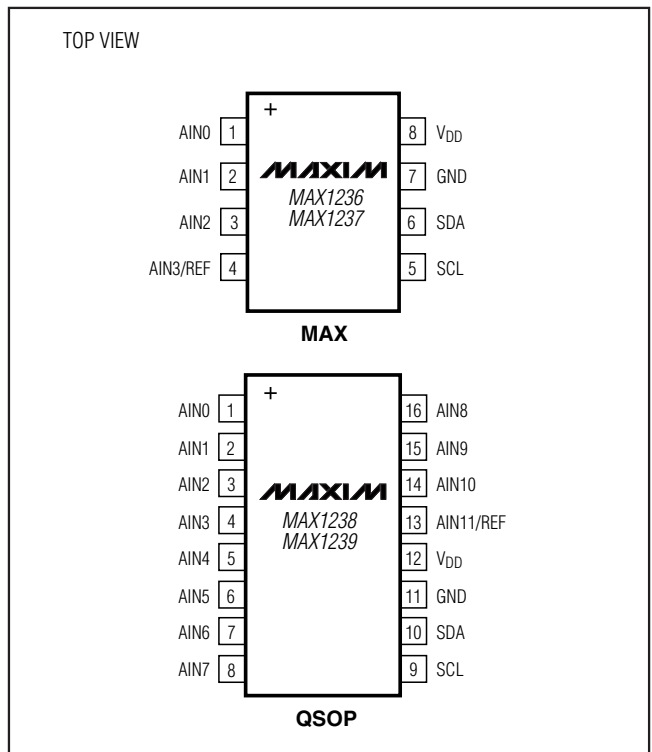 TOP VIEW
+
AIN0 1 8 VDD
AIN1 2 MAXIM 7 GND
MAX1236
MAX1237
AIN2 3 6 SDA
AIN3/REF 4 5 SCL
MAX
+
AIN0 1 16 AIN8
AIN1 2 15 AIN9
AIN2 3 MAXIM 14 AIN10
AIN3 4 MAX1238 13 AIN11/REF
MAX1239
AIN4 5 12 VDD
AIN5 6 11 GND
AIN6 7 10 SDA
AIN7 8 9 SCL
QSOP